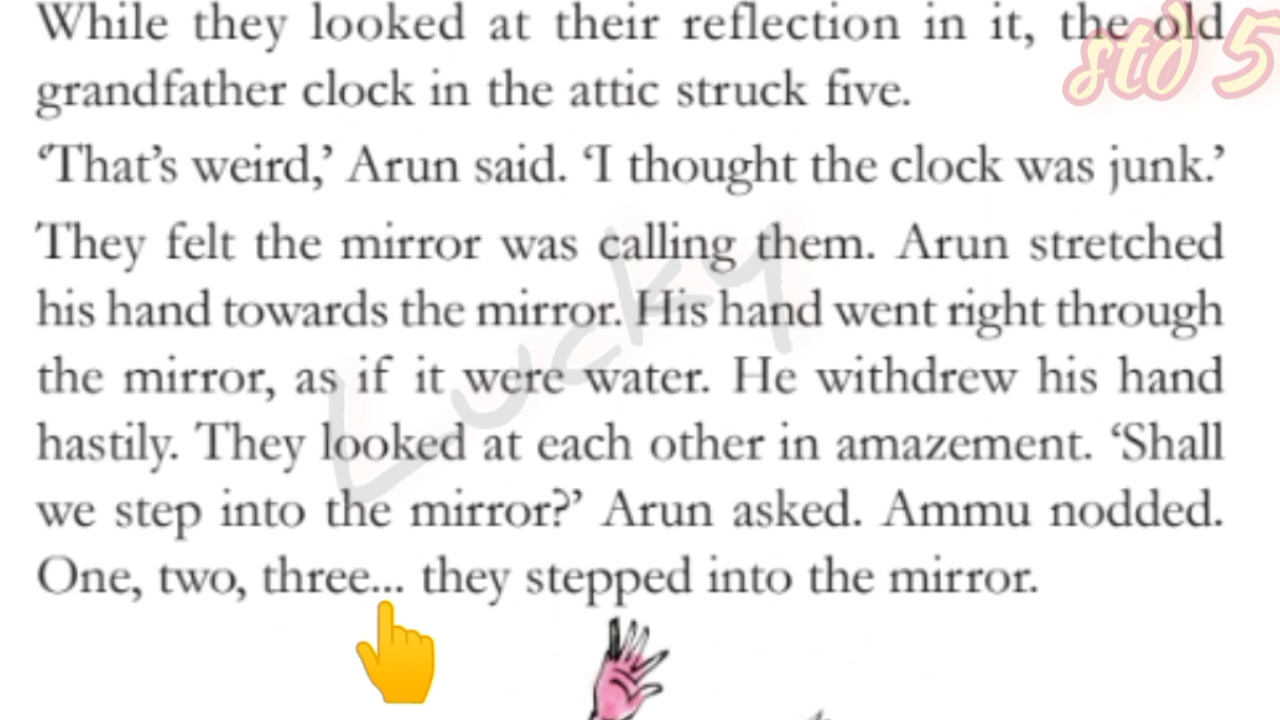 While they looked at their reflection in it, the old
std 5
grandfather clock in the attic struck five.
‘That’s weird,’ Arun said. ‘I thought the clock was junk.’
They felt the mirror was calling them. Arun stretched
his hand towards the mirror. His hand went right through
the mirror, as if it were water. He withdrew his hand
hastily. They looked at each other in amazement. ‘Shall
we step into the mirror?’ Arun asked. Ammu nodded.
One, two, three... they stepped into the mirror.
Lucky